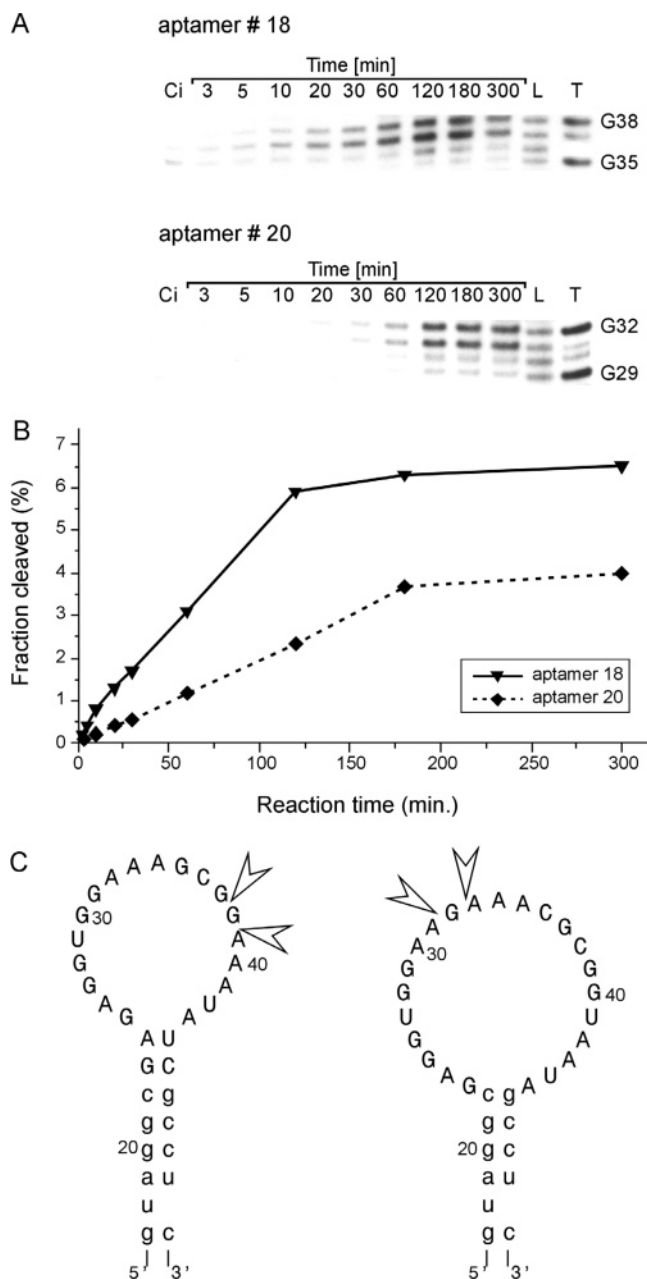 A
aptamer # 18
Time [min]
Ci 3 5 10 20 30 60 120 180 300 L T
G38
G35
aptamer # 20
Time [min]
Ci 3 5 10 20 30 60 120 180 300 L T
G32
G29
B
Fraction cleaved (%)
7
6
5
4
3
2
1
0
0 50 100 150 200 250 300
Reaction time (min.)
aptamer 18
aptamer 20
C
g u a g g c G A G A G G U G G A A A G C G G A A A U A U C g c c u c
20
30
40
5' 3'
g u a g g c G A G G U G G A A G A A A C G C G G U A A U A g c c u c
20
30
40
5' 3'